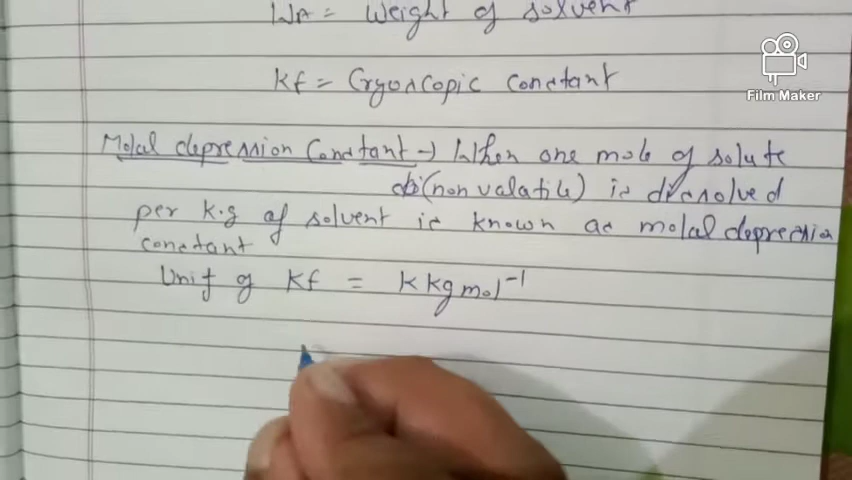 WA = Weight of solvent
Kf = Cryoscopic constant
Film Maker
Molal depression Constant → When one mole of solute
(non valatile) is dissolved
per k.g of solvent is known as molal depression
constant
Unit of Kf = K kg mol⁻¹